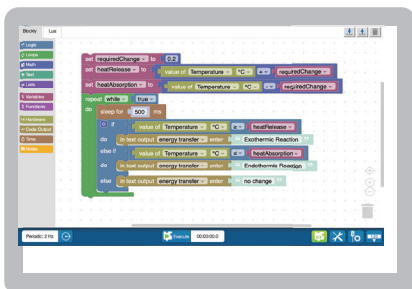 Blockly Lua
Logic
Loops
Math
Text
Lists
Variables
Functions
Hardware
Code Output
Time
Notes
set requiredChange to 0.2
set heatRelease to value of Temperature °C + requiredChange
set heatAbsorption to value of Temperature °C - requiredChange
repeat while true
do sleep for 500 ms
if value of Temperature °C ≥ heatRelease
do in text output energy transfer enter Exothermic Reaction
else if value of Temperature °C ≤ heatAbsorption
do in text output energy transfer enter Endothermic Reaction
else in text output energy transfer enter no change
Periodic: 2 Hz Execute 00:00:00.0